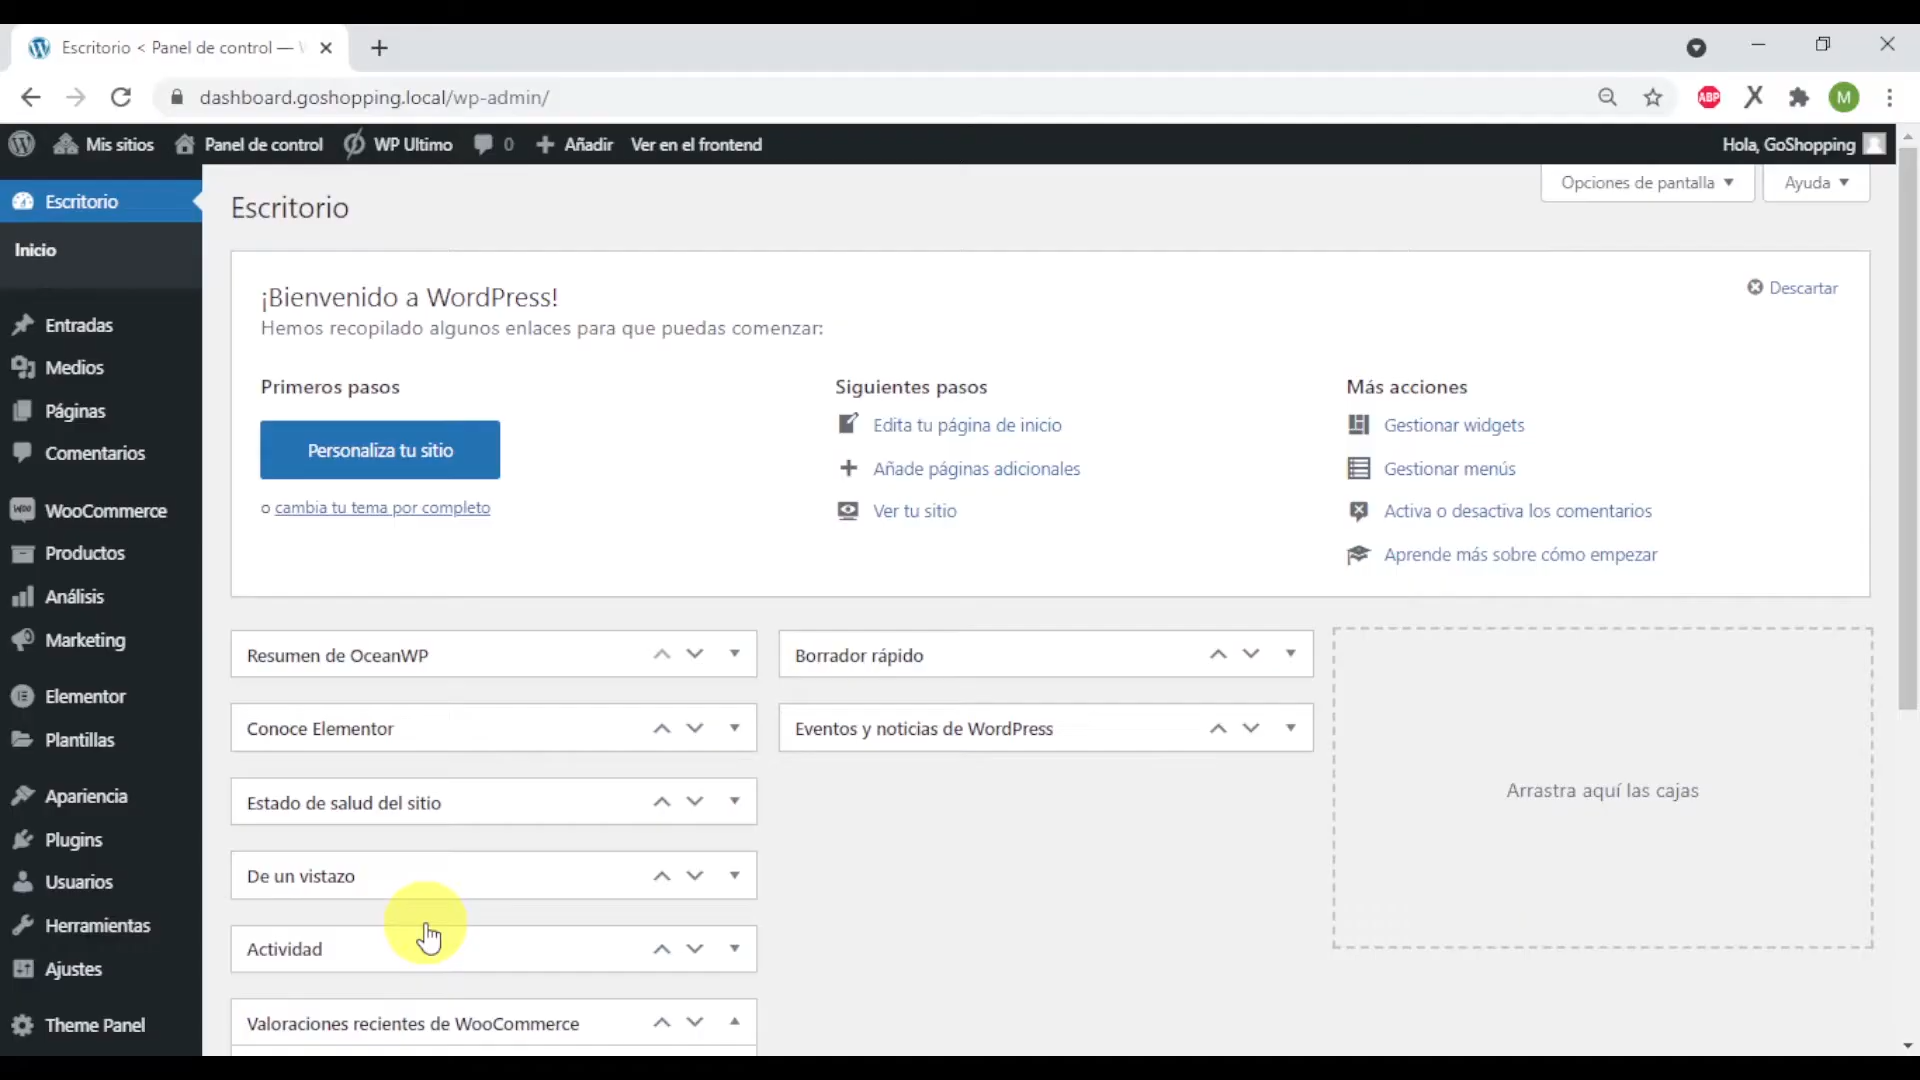 Escritorio < Panel de control —
dashboard.goshopping.local/wp-admin/
ABP
M
Mis sitios
Panel de control
WP Ultimo
0
Añadir
Ver en el frontend
Hola, GoShopping
Escritorio
Inicio
Entradas
Medios
Páginas
Comentarios
WooCommerce
Productos
Análisis
Marketing
Elementor
Plantillas
Apariencia
Plugins
Usuarios
Herramientas
Ajustes
Theme Panel
Opciones de pantalla
Ayuda
Escritorio
¡Bienvenido a WordPress!
Descartar
Hemos recopilado algunos enlaces para que puedas comenzar:
Primeros pasos
Personaliza tu sitio
o cambia tu tema por completo
Siguientes pasos
Edita tu página de inicio
Añade páginas adicionales
Ver tu sitio
Más acciones
Gestionar widgets
Gestionar menús
Activa o desactiva los comentarios
Aprende más sobre cómo empezar
Resumen de OceanWP
Conoce Elementor
Estado de salud del sitio
De un vistazo
Actividad
Valoraciones recientes de WooCommerce
Borrador rápido
Eventos y noticias de WordPress
Arrastra aquí las cajas